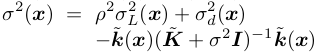 σ²(𝒙) = ρ²σ²_L(𝒙) + σ²_d(𝒙)
−k̃(𝒙)(K̃ + σ²𝑰)⁻¹k̃(𝒙)